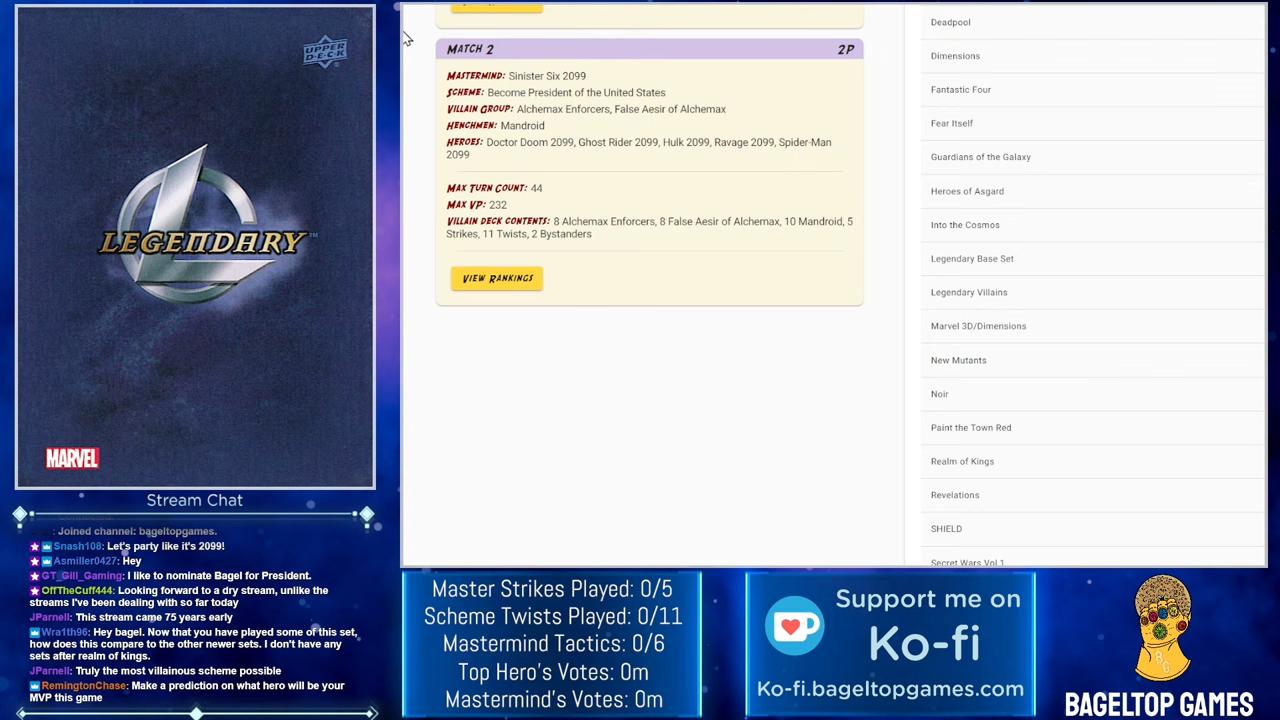 UPPER DECK
LEGENDARY™
MARVEL
Match 2
2P
Mastermind: Sinister Six 2099
Scheme: Become President of the United States
Villain Group: Alchemax Enforcers, False Aesir of Alchemax
Henchmen: Mandroid
Heroes: Doctor Doom 2099, Ghost Rider 2099, Hulk 2099, Ravage 2099, Spider-Man
2099
Max Turn Count: 44
Max VP: 232
Villain deck contents: 8 Alchemax Enforcers, 8 False Aesir of Alchemax, 10 Mandroid, 5
Strikes, 11 Twists, 2 Bystanders
View Rankings
Deadpool
Dimensions
Fantastic Four
Fear Itself
Guardians of the Galaxy
Heroes of Asgard
Into the Cosmos
Legendary Base Set
Legendary Villains
Marvel 3D/Dimensions
New Mutants
Noir
Paint the Town Red
Realm of Kings
Revelations
SHIELD
Secret Wars Vol 1
Stream Chat
: Joined channel: bageltopgames.
Snash108: Let's party like it's 2099!
Asmiller0427: Hey
GT_Gill_Gaming: I like to nominate Bagel for President.
OffTheCuff444: Looking forward to a dry stream, unlike the
streams I've been dealing with so far today
JParnell: This stream came 75 years early
Wra1th96: Hey bagel. Now that you have played some of this set,
how does this compare to the other newer sets. I don't have any
sets after realm of kings.
JParnell: Truly the most villainous scheme possible
RemingtonChase: Make a prediction on what hero will be your
MVP this game
Master Strikes Played: 0/5
Scheme Twists Played: 0/11
Mastermind Tactics: 0/6
Top Hero's Votes: 0m
Mastermind's Votes: 0m
Support me on
Ko-fi
Ko-fi.bageltopgames.com
BG
BAGELTOP GAMES